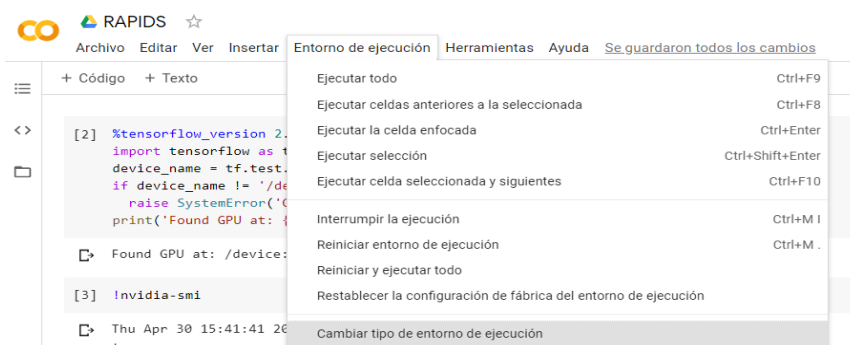 RAPIDS
Archivo Editar Ver Insertar Entorno de ejecución Herramientas Ayuda Se guardaron todos los cambios
+ Código + Texto
Ejecutar todo Ctrl+F9
Ejecutar celdas anteriores a la seleccionada Ctrl+F8
Ejecutar la celda enfocada Ctrl+Enter
Ejecutar selección Ctrl+Shift+Enter
Ejecutar celda seleccionada y siguientes Ctrl+F10
Interrumpir la ejecución Ctrl+M I
Reiniciar entorno de ejecución Ctrl+M .
Reiniciar y ejecutar todo
Restablecer la configuración de fábrica del entorno de ejecución
Cambiar tipo de entorno de ejecución
[2] %tensorflow_version 2.
import tensorflow as t
device_name = tf.test.
if device_name != '/de
raise SystemError('G
print('Found GPU at: {
Found GPU at: /device:
[3] !nvidia-smi
Thu Apr 30 15:41:41 20